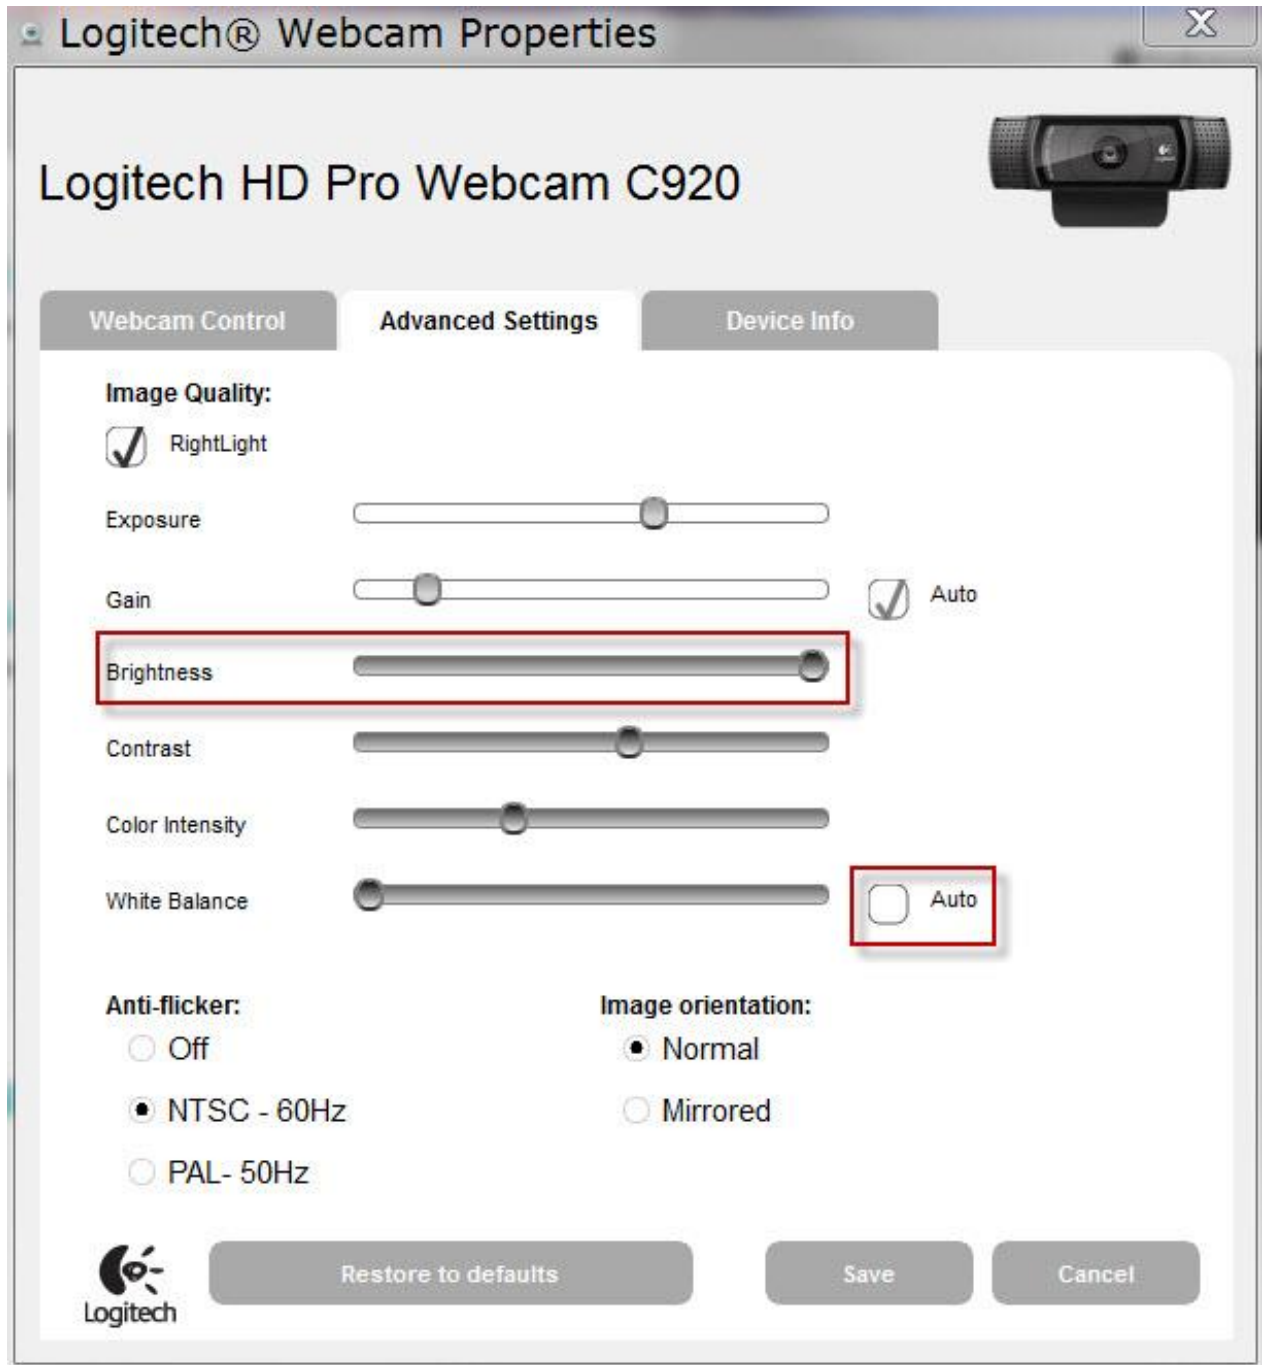 Logitech® Webcam Properties
Logitech HD Pro Webcam C920
Webcam Control
Advanced Settings
Device Info
Image Quality:
RightLight
Exposure
Gain
Auto
Brightness
Contrast
Color Intensity
White Balance
Auto
Anti-flicker:
Image orientation:
Off
Normal
NTSC - 60Hz
Mirrored
PAL- 50Hz
Logitech
Restore to defaults
Save
Cancel